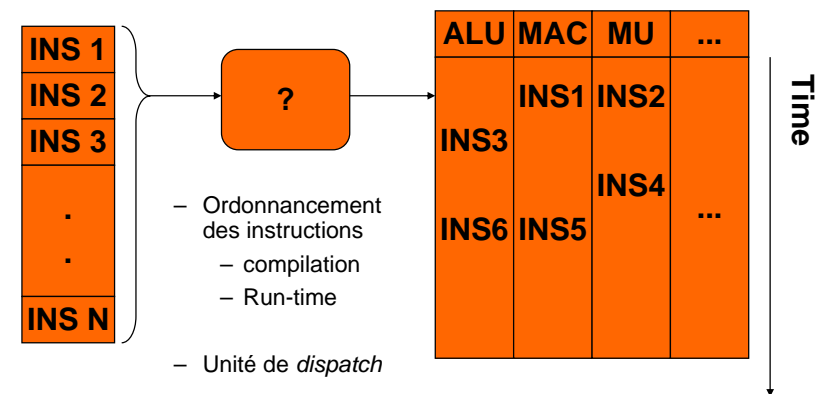 INS 1
INS 2
INS 3
.
.
INS N
?
– Ordonnancement
des instructions
– compilation
– Run-time
– Unité de dispatch
ALU MAC MU ...
INS1 INS2
INS3
INS4
...
INS6 INS5
Time